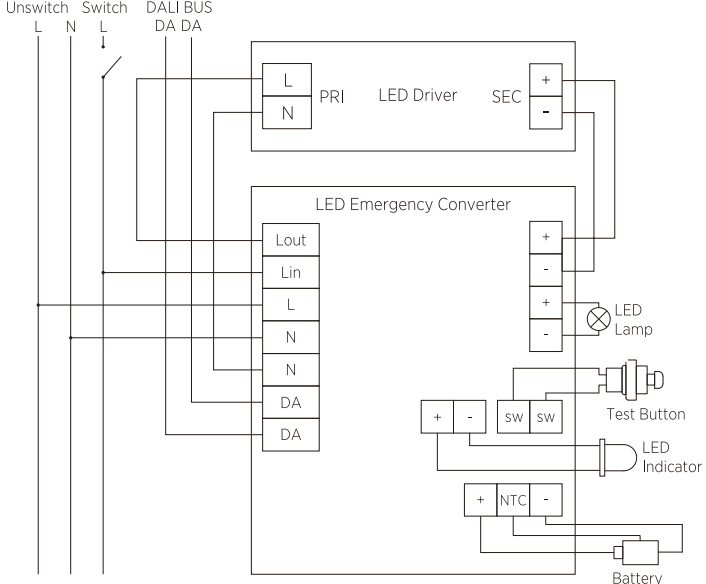 Unswitch Switch DALI BUS
L N L DA DA
L
N
PRI LED Driver SEC
+
-
LED Emergency Converter
Lout
Lin
L
N
N
DA
DA
+
-
+
-
LED
Lamp
Test Button
+ - SW SW
LED
Indicator
+ NTC -
Battery